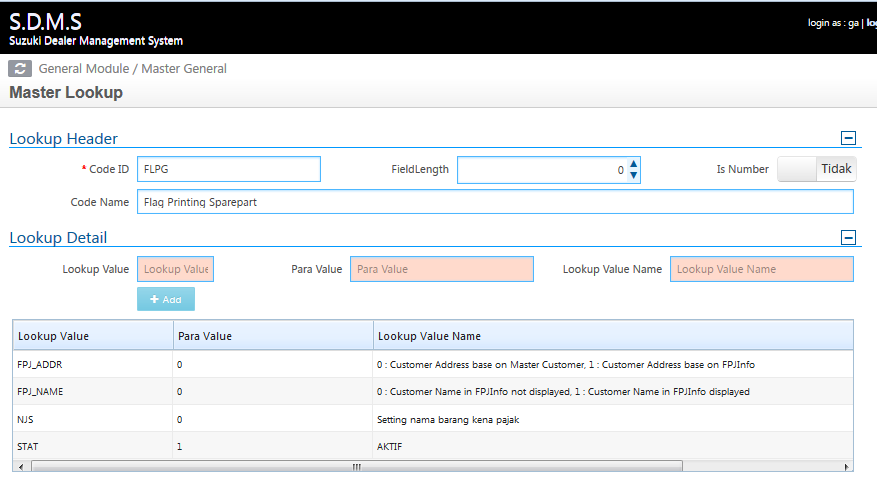 S.D.M.S
Suzuki Dealer Management System
login as : ga | log
General Module / Master General
Master Lookup
Lookup Header
* Code ID FLPG FieldLength 0 Is Number Tidak
Code Name Flag Printing Sparepart
Lookup Detail
Lookup Value Lookup Value Para Value Para Value Lookup Value Name Lookup Value Name
+ Add
Lookup Value Para Value Lookup Value Name
FPJ_ADDR 0 0 : Customer Address base on Master Customer, 1 : Customer Address base on FPJInfo
FPJ_NAME 0 0 : Customer Name in FPJInfo not displayed, 1 : Customer Name in FPJInfo displayed
NJS 0 Setting nama barang kena pajak
STAT 1 AKTIF